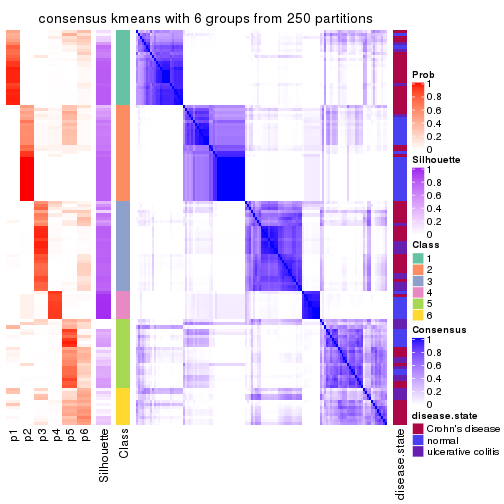 consensus kmeans with 6 groups from 250 partitions
Prob
1
0.8
0.6
0.4
0.2
0
Silhouette
1
0.8
0.6
0.4
0.2
0
Class
1
2
3
4
5
6
Consensus
1
0.8
0.6
0.4
0.2
0
disease.state
Crohn's disease
normal
ulcerative colitis
p1
p2
p3
p4
p5
p6
Silhouette
Class
disease.state